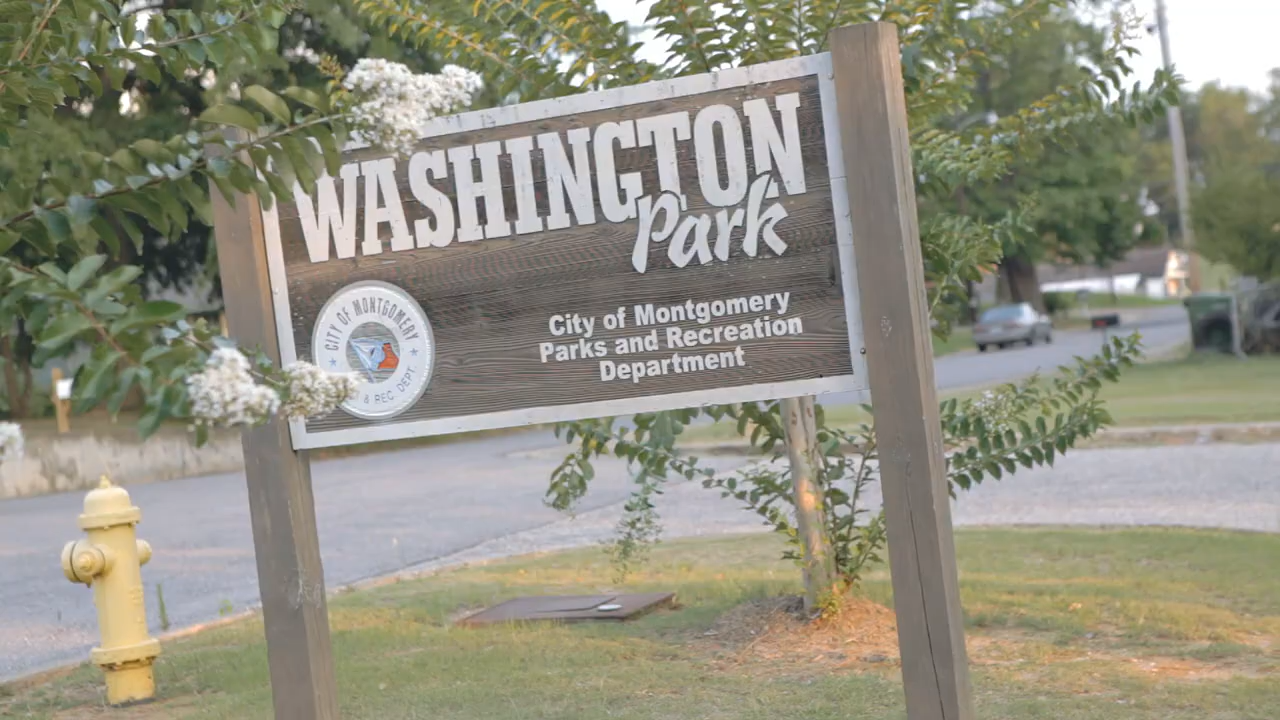 WASHINGTON
Park
City of Montgomery
Parks and Recreation
Department
CITY OF MONTGOMERY
& REC DEPT